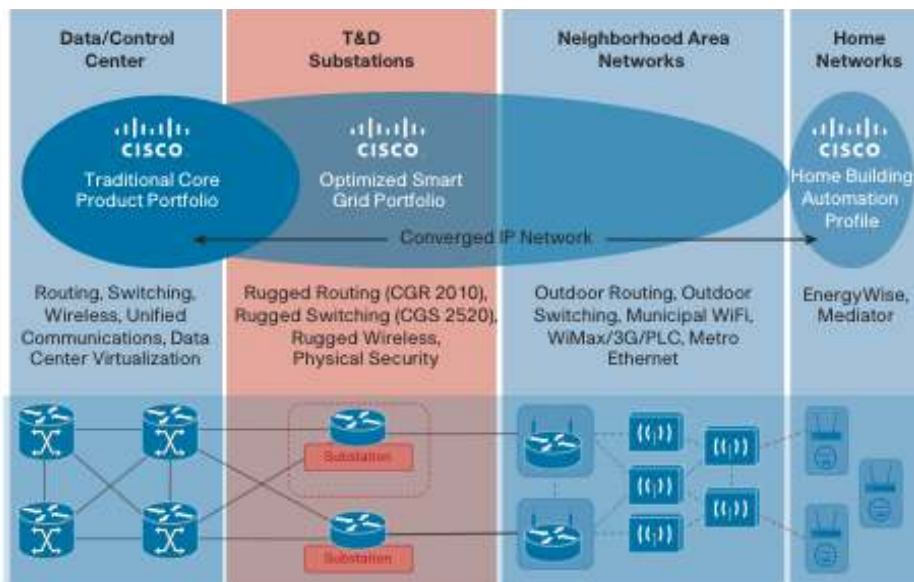 Data/Control
Center
T&D
Substations
Neighborhood Area
Networks
Home
Networks
CISCO
Traditional Core
Product Portfolio
CISCO
Optimized Smart
Grid Portfolio
CISCO
Home Building
Automation
Profile
Converged IP Network
Routing, Switching,
Wireless, Unified
Communications, Data
Center Virtualization
Rugged Routing (CGR 2010),
Rugged Switching (CGS 2520),
Rugged Wireless,
Physical Security
Outdoor Routing, Outdoor
Switching, Municipal WiFi,
WiMax/3G/PLC, Metro
Ethernet
EnergyWise,
Mediator
Substation
Substation